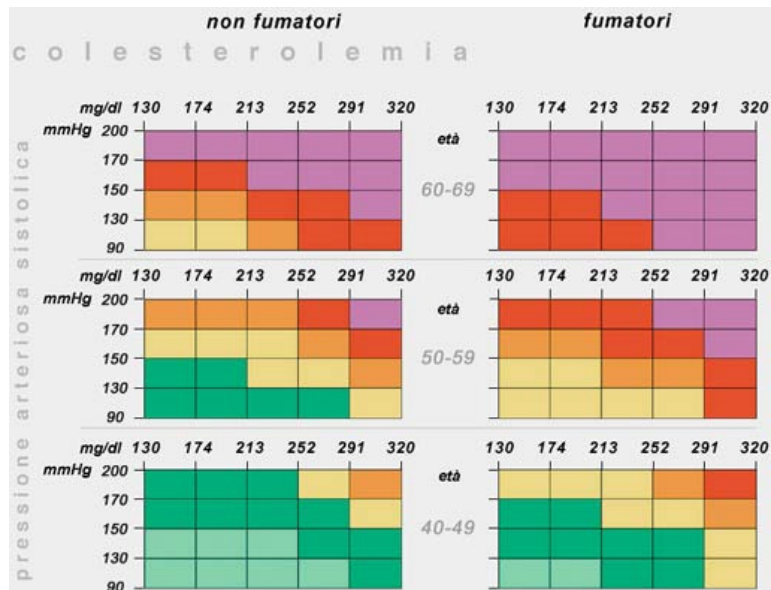 non fumatori fumatori
colesterolemia
mg/dl 130 174 213 252 291 320 130 174 213 252 291 320
mmHg 200 età
170
150 60-69
130
90
mg/dl 130 174 213 252 291 320 130 174 213 252 291 320
mmHg 200 età
170
150 50-59
130
90
mg/dl 130 174 213 252 291 320 130 174 213 252 291 320
mmHg 200 età
170
150 40-49
130
90
pressione arteriosa sistolica